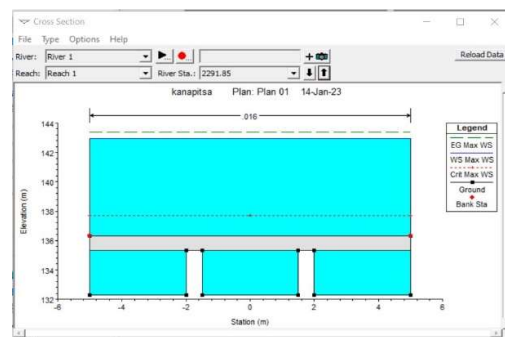 Cross Section
File Type Options Help
River: River 1
Reload Data
Reach: Reach 1 River Sta.: 2291.85
kanapitsa Plan: Plan 01 14-Jan-23
.016
Legend
EG Max WS
WS Max WS
Crit Max WS
Ground
Bank Sta
Elevation (m)
144
142
140
138
136
134
132
-6 -4 -2 0 2 4 6
Station (m)